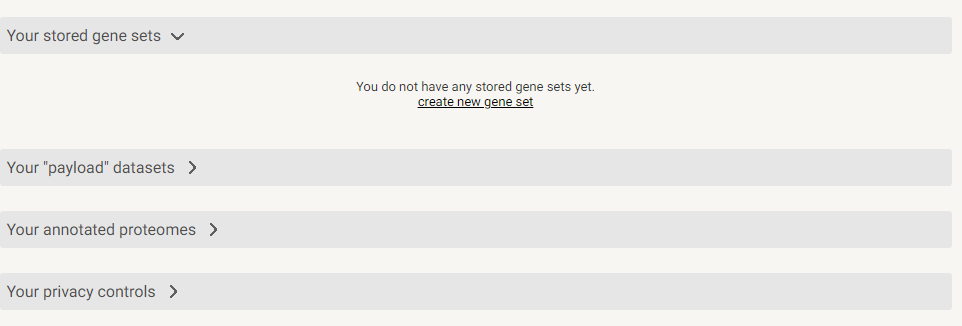 Your stored gene sets
You do not have any stored gene sets yet.
create new gene set
Your "payload" datasets
Your annotated proteomes
Your privacy controls